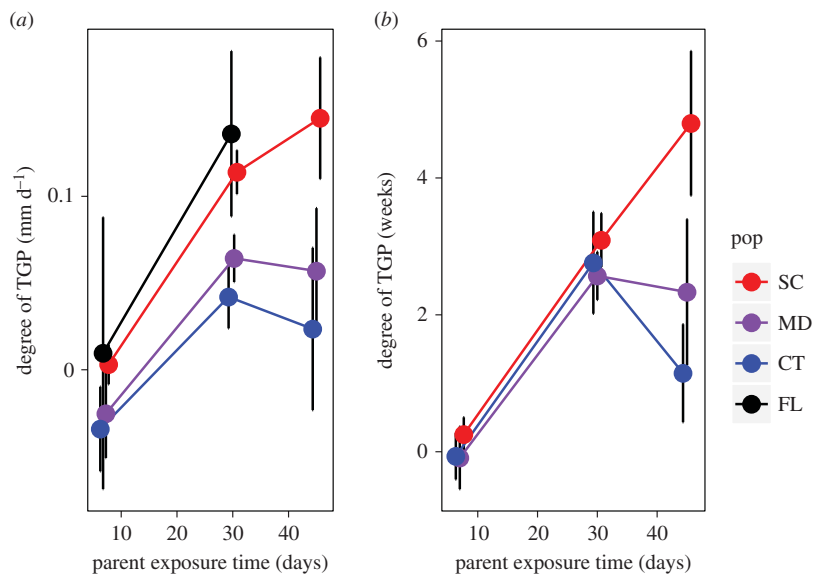 (a)
degree of TGP (mm d⁻¹)
0.1
0
10 20 30 40
parent exposure time (days)
(b)
degree of TGP (weeks)
6
4
2
0
10 20 30 40
parent exposure time (days)
pop
SC
MD
CT
FL